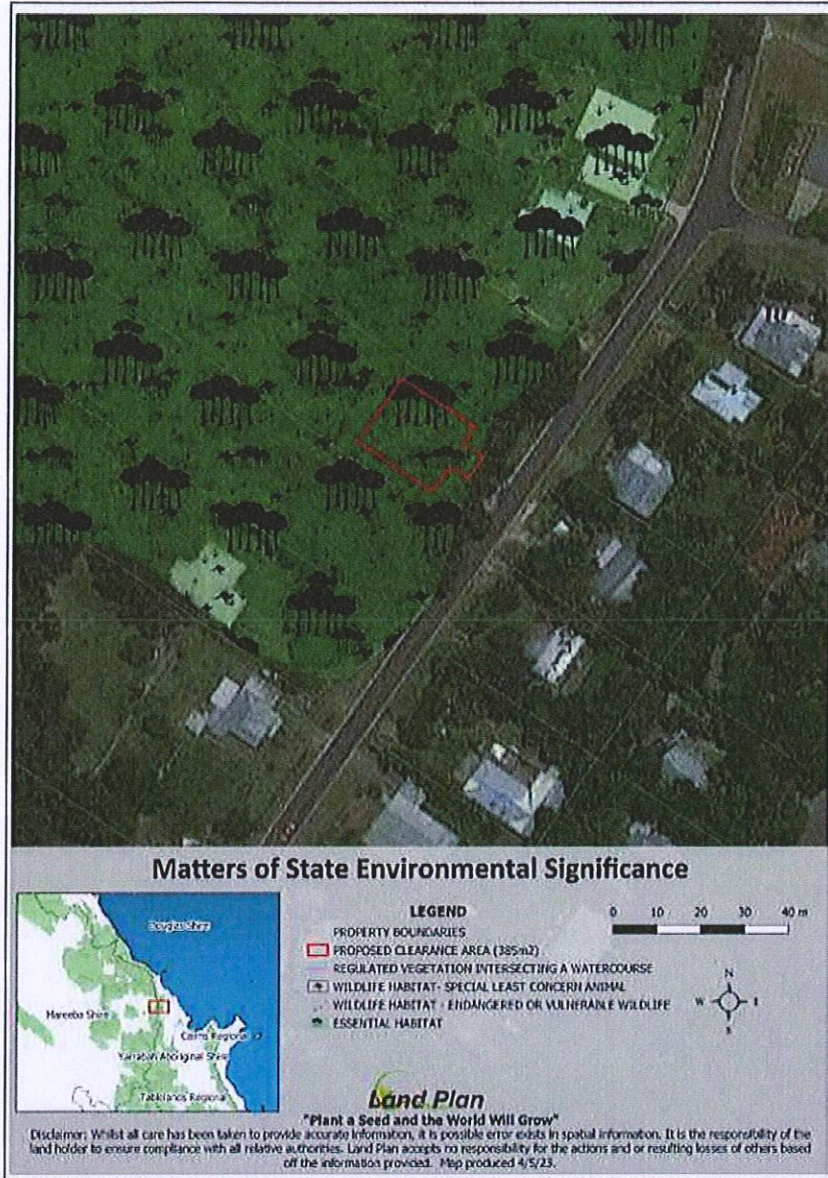 Matters of State Environmental Significance
Douglas Shire
Mareeba Shire
Cairns Regional
Yarrabah Aboriginal Shire
Tablelands Regional
LEGEND
PROPERTY BOUNDARIES
PROPOSED CLEARANCE AREA (385m2)
REGULATED VEGETATION INTERSECTING A WATERCOURSE
WILDLIFE HABITAT- SPECIAL LEAST CONCERN ANIMAL
WILDLIFE HABITAT - ENDANGERED OR VULNERABLE WILDLIFE
ESSENTIAL HABITAT
0 10 20 30 40 m
N
W E
S
Land Plan
"Plant a Seed and the World Will Grow"
Disclaimer: Whilst all care has been taken to provide accurate information, it is possible error exists in spatial information. It is the responsibility of the
land holder to ensure compliance with all relative authorities. Land Plan accepts no responsibility for the actions and or resulting losses of others based
off the information provided. Map produced 4/5/23.